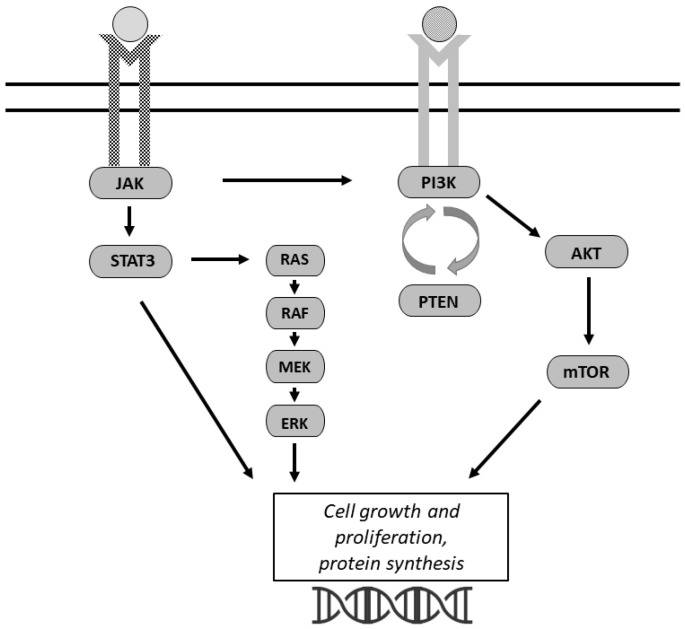 JAK
PI3K
STAT3
RAS
AKT
RAF
PTEN
MEK
mTOR
ERK
Cell growth and
proliferation,
protein synthesis